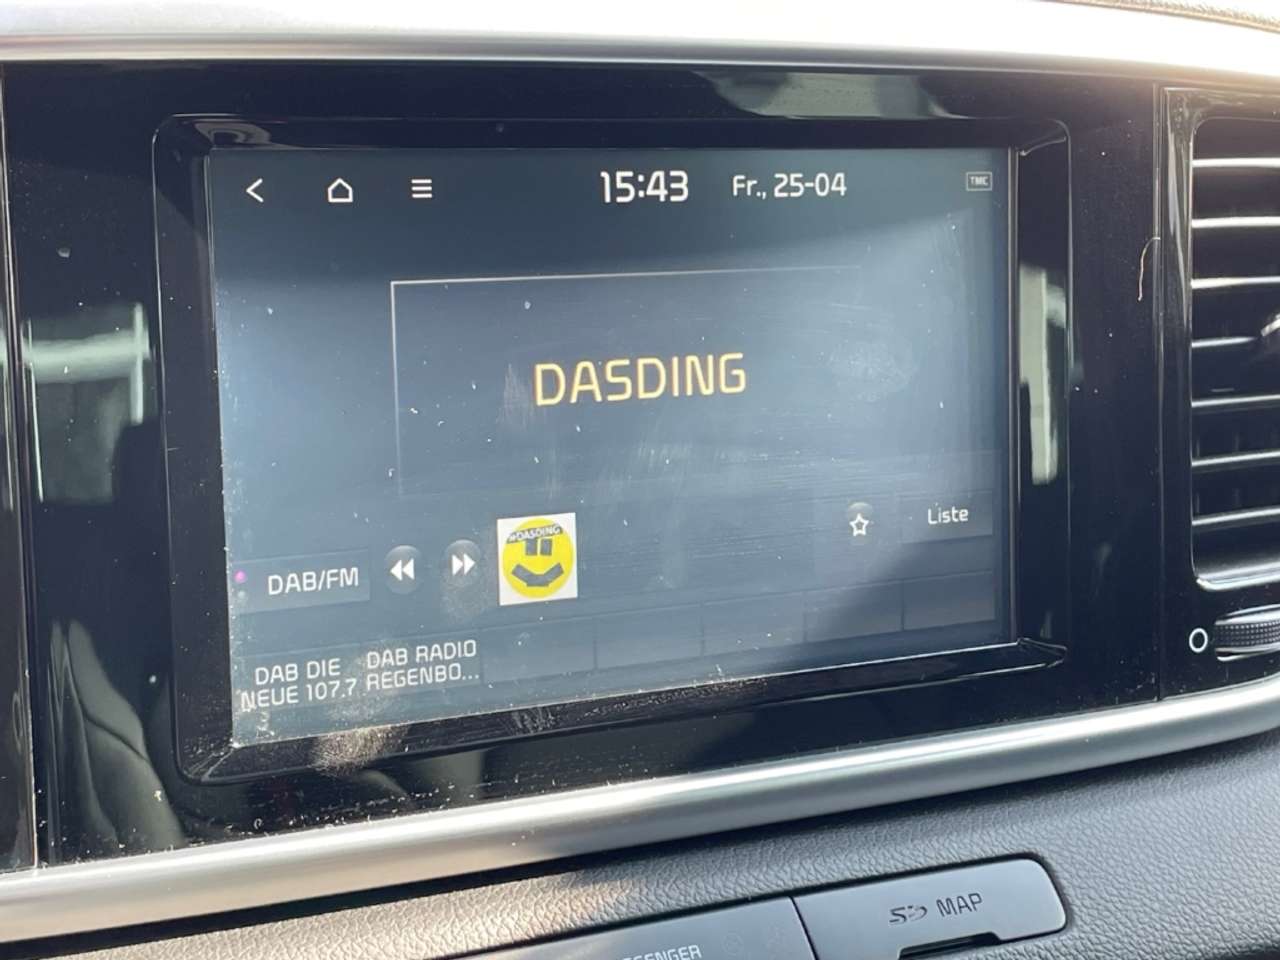 15:43 Fr., 25-04 TMC
DASDING
#DASDING
Liste
DAB/FM
DAB DIE
NEUE 107.7
DAB RADIO
REGENBO...
SD MAP